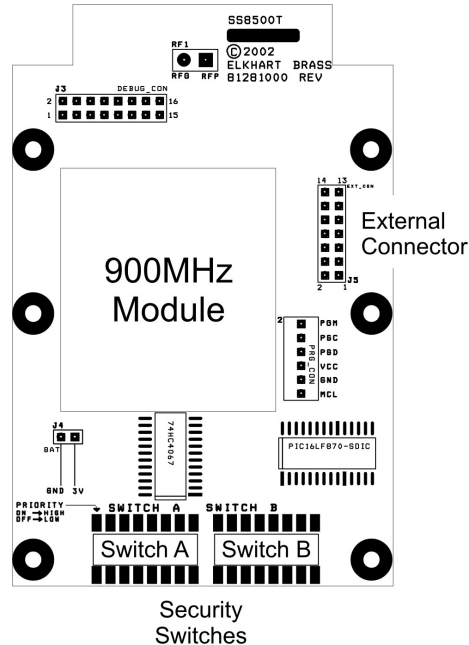 SS8500T
©2002
ELKHART BRASS
81281000 REV
RF1
RFG RFP
J3 DEBUG_CON
2 16
1 15
14 13
EXT_CON
External
Connector
J5
2 1
900MHz
Module
2
PRG_CON
PGM
PGC
PGD
VCC
GND
MCL
74HC4067
PIC16LF870-SOIC
J4
BAT
GND 3V
PRIORITY
ON → HIGH
OFF → LOW
SWITCH A SWITCH B
Switch A Switch B
Security
Switches